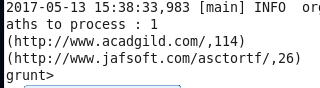 2017-05-13 15:38:33,983 [main] INFO org
aths to process : 1
(http://www.acadgild.com/,114)
(http://www.jafsoft.com/asctortf/,26)
grunt>